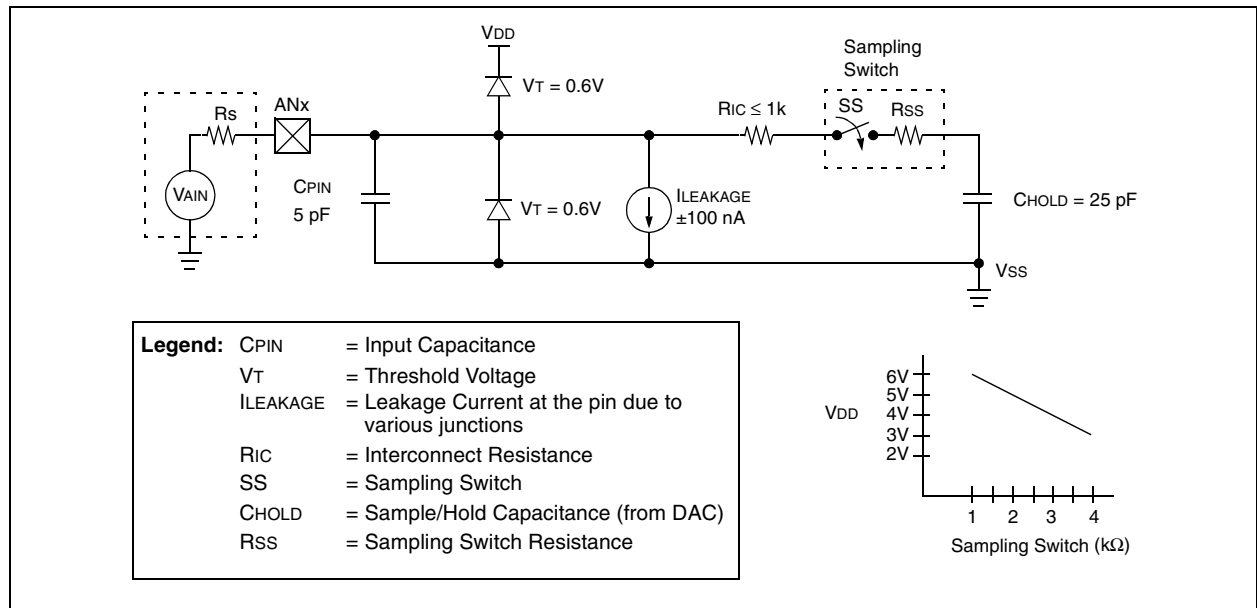 VDD
VT = 0.6V
Sampling
Switch
Rs
ANx
RIC ≤ 1k
SS
RSS
VAIN
CPIN
5 pF
VT = 0.6V
ILEAKAGE
±100 nA
CHOLD = 25 pF
VSS
Legend: CPIN = Input Capacitance
VT = Threshold Voltage
ILEAKAGE = Leakage Current at the pin due to
various junctions
RIC = Interconnect Resistance
SS = Sampling Switch
CHOLD = Sample/Hold Capacitance (from DAC)
RSS = Sampling Switch Resistance
VDD
6V
5V
4V
3V
2V
1 2 3 4
Sampling Switch (kΩ)